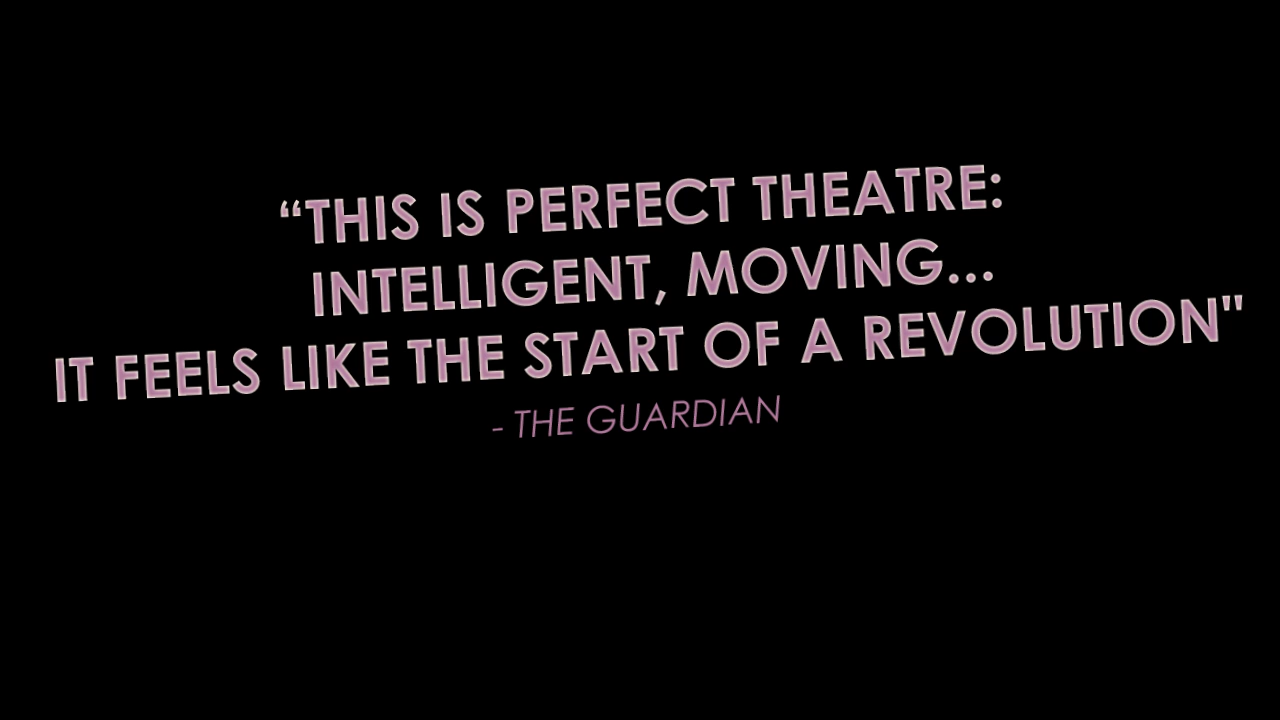 “THIS IS PERFECT THEATRE:
INTELLIGENT, MOVING...
IT FEELS LIKE THE START OF A REVOLUTION"
- THE GUARDIAN